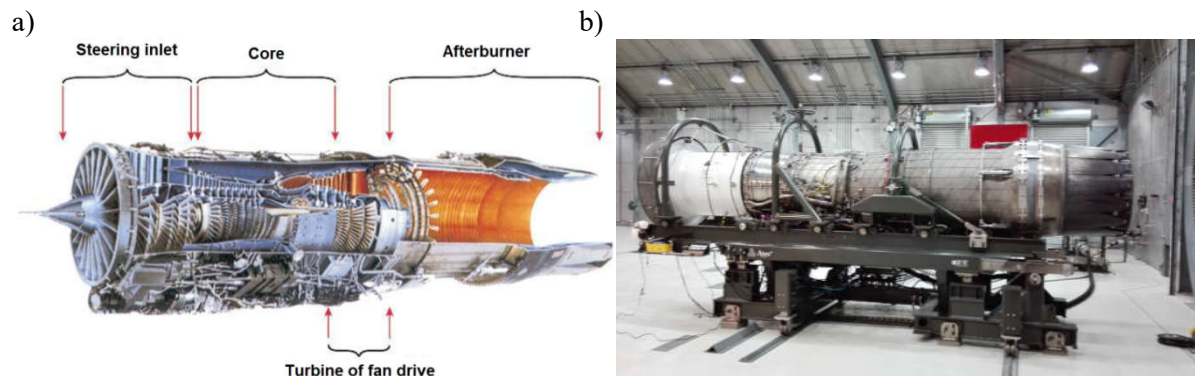 a)
b)
Steering inlet
Core
Afterburner
Turbine of fan drive